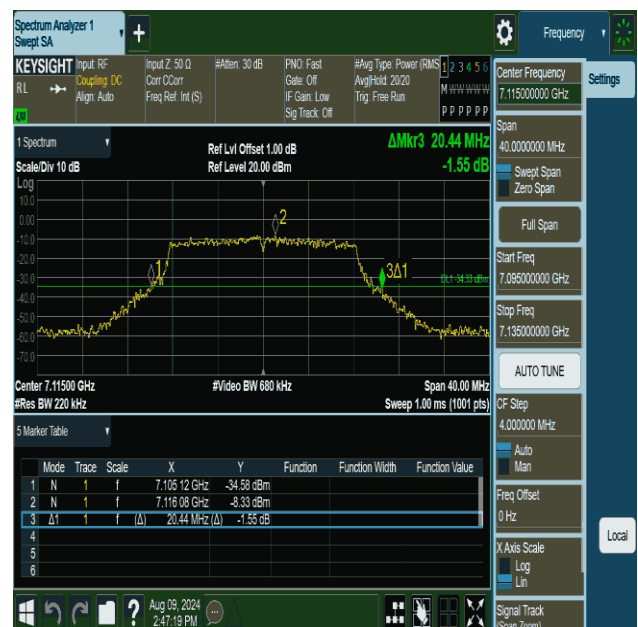 Spectrum Analyzer 1
Swept SA
+
Frequency
KEYSIGHT
RL
Input: RF
Coupling: DC
Align: Auto
Input Z: 50 Ω
Corr CCorr
Freq Ref: Int (S)
#Atten: 30 dB
PNO: Fast
Gate: Off
IF Gain: Low
Sig Track: Off
#Avg Type: Power (RMS
Avg|Hold: 20/20
Trig: Free Run
1 2 3 4 5 6
M W W W W W
P P P P P P
1 Spectrum
Scale/Div 10 dB
Ref Lvl Offset 1.00 dB
Ref Level 20.00 dBm
ΔMkr3 20.44 MHz
-1.55 dB
Log
10.0
0.00
-10.0
-20.0
-30.0
-40.0
-50.0
-60.0
-70.0
1
2
3Δ1
DL1 -34.33 dBm
Center 7.11500 GHz
#Res BW 220 kHz
#Video BW 680 kHz
Span 40.00 MHz
Sweep 1.00 ms (1001 pts)
5 Marker Table
Mode Trace Scale X Y Function Function Width Function Value
1 N 1 f 7.105 12 GHz -34.58 dBm
2 N 1 f 7.116 08 GHz -8.33 dBm
3 Δ1 1 f (Δ) 20.44 MHz (Δ) -1.55 dB
4
5
6
Aug 09, 2024
2:47:19 PM
Center Frequency
7.115000000 GHz
Settings
Span
40.0000000 MHz
Swept Span
Zero Span
Full Span
Start Freq
7.095000000 GHz
Stop Freq
7.135000000 GHz
AUTO TUNE
CF Step
4.000000 MHz
Auto
Man
Freq Offset
0 Hz
X Axis Scale
Log
Lin
Local
Signal Track
(Span Zoom)